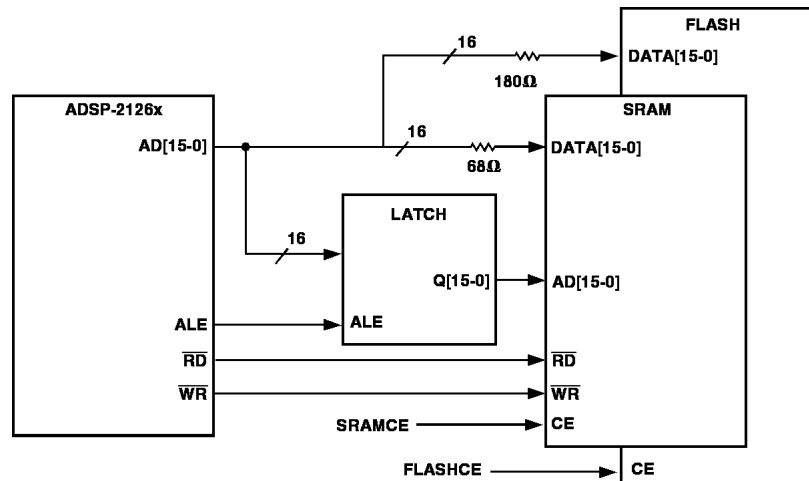 FLASH
16
DATA[15-0]
180Ω
ADSP-2126x
SRAM
AD[15-0]
16
DATA[15-0]
68Ω
LATCH
16
Q[15-0]
AD[15-0]
ALE
ALE
RD
RD
WR
WR
SRAMCE
CE
FLASHCE
CE